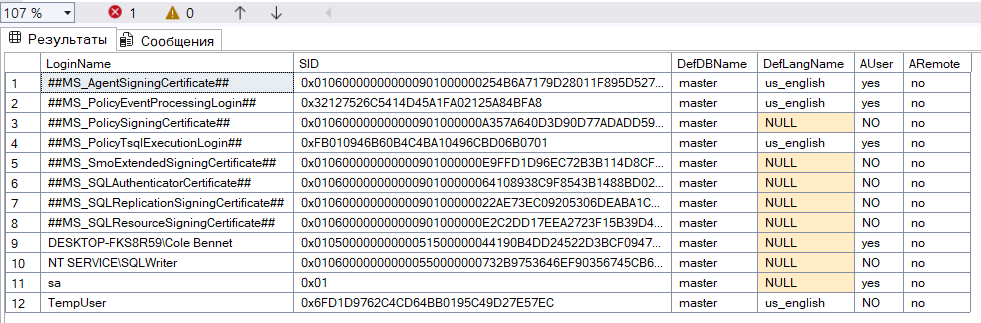 107 % 1 0
Результаты Сообщения
LoginName SID DefDBName DefLangName AUser ARemote
1 ##MS_AgentSigningCertificate## 0x010600000000000901000000254B6A7179D28011F895D527... master us_english yes no
2 ##MS_PolicyEventProcessingLogin## 0x32127526C5414D45A1FA02125A84BFA8 master us_english yes no
3 ##MS_PolicySigningCertificate## 0x010600000000000901000000A357A640D3D90D77ADADD59... master NULL NO no
4 ##MS_PolicyTsqlExecutionLogin## 0xFB010946B60B4C4BA10496CBD06B0701 master us_english yes no
5 ##MS_SmoExtendedSigningCertificate## 0x010600000000000901000000E9FFD1D96EC72B3B114D8CF... master NULL NO no
6 ##MS_SQLAuthenticatorCertificate## 0x01060000000000090100000064108938C9F8543B1488BD02... master NULL NO no
7 ##MS_SQLReplicationSigningCertificate## 0x01060000000000090100000022AE73EC09205306DEABA1C... master NULL NO no
8 ##MS_SQLResourceSigningCertificate## 0x010600000000000901000000E2C2DD17EEA2723F15B39D4... master NULL NO no
9 DESKTOP-FKS8R59\Cole Bennet 0x01050000000000051500000044190B4DD24522D3BCF0947... master NULL yes no
10 NT SERVICE\SQLWriter 0x010600000000000550000000732B9753646EF90356745CB6... master NULL NO no
11 sa 0x01 master NULL yes no
12 TempUser 0x6FD1D9762C4CD64BB0195C49D27E57EC master us_english NO no